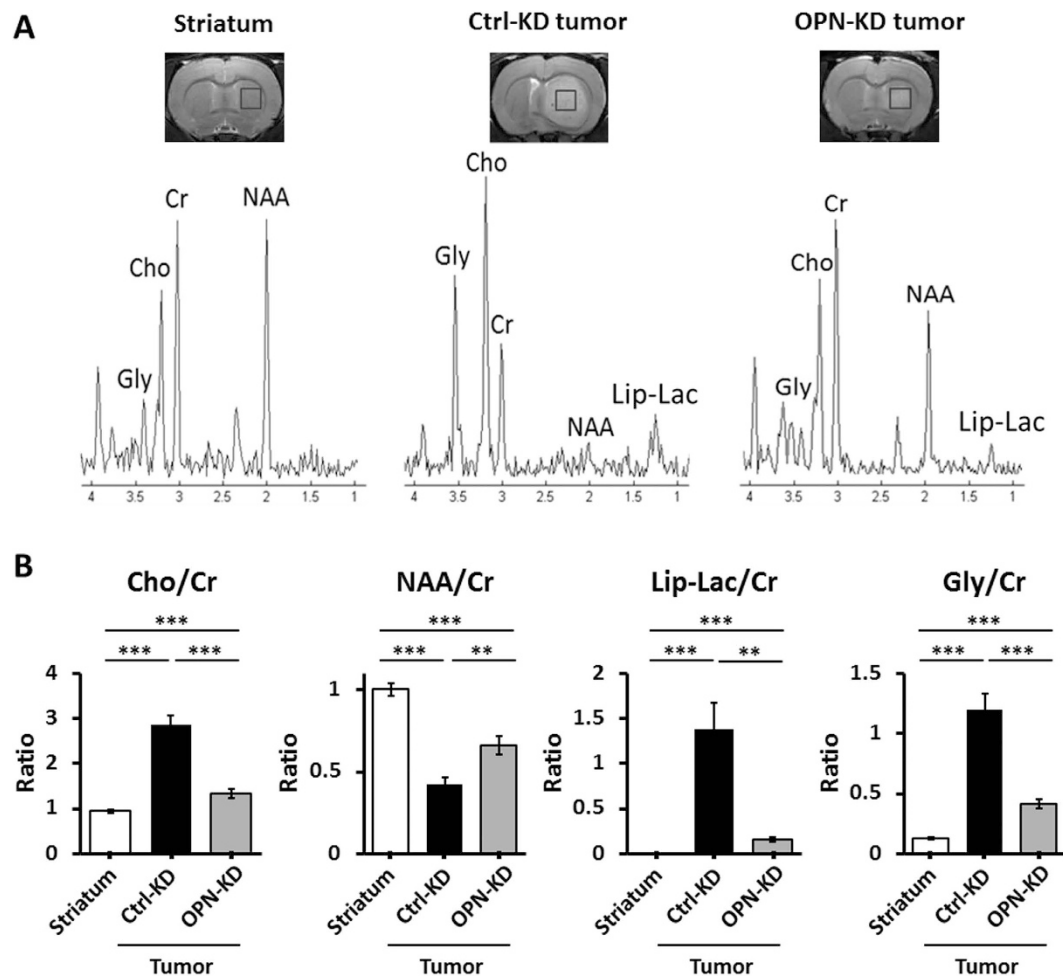 A
Striatum
Ctrl-KD tumor
OPN-KD tumor
Cr
NAA
Cho
Gly
4 3.5 3 2.5 2 1.5 1
Cho
Gly
Cr
NAA
Lip-Lac
4 3.5 3 2.5 2 1.5 1
Cr
Cho
NAA
Gly
Lip-Lac
4 3.5 3 2.5 2 1.5 1
B
Cho/Cr
***
*** ***
Ratio
4
3
2
1
0
Striatum
Ctrl-KD
OPN-KD
Tumor
NAA/Cr
***
*** **
Ratio
1
0.5
0
Striatum
Ctrl-KD
OPN-KD
Tumor
Lip-Lac/Cr
***
*** **
Ratio
2
1.5
1
0.5
0
Striatum
Ctrl-KD
OPN-KD
Tumor
Gly/Cr
***
*** ***
Ratio
1.5
1
0.5
0
Striatum
Ctrl-KD
OPN-KD
Tumor